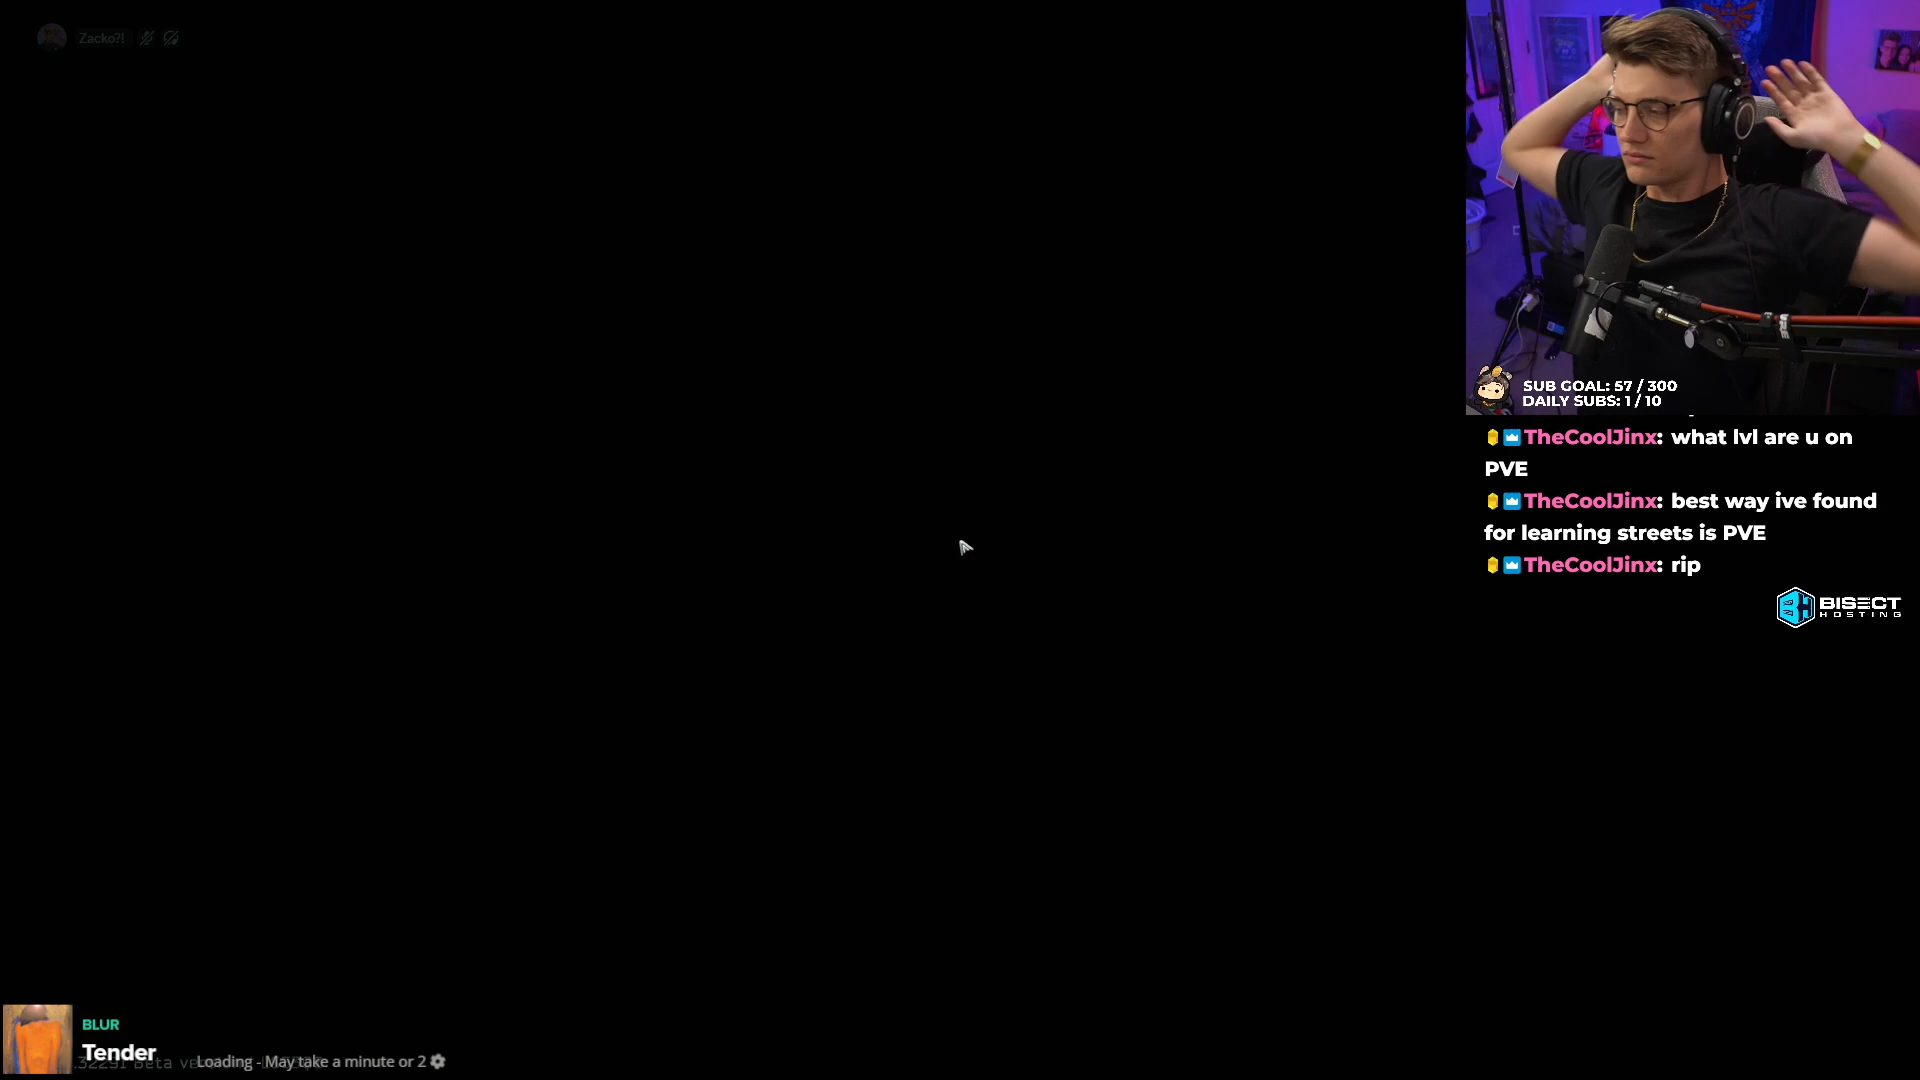 Zacko?!
SUB GOAL: 57 / 300
DAILY SUBS: 1 / 10
TheCoolJinx: what lvl are u on
PVE
TheCoolJinx: best way ive found
for learning streets is PVE
TheCoolJinx: rip
BISECT
HOSTING
BLUR
Tender
Loading - May take a minute or 2